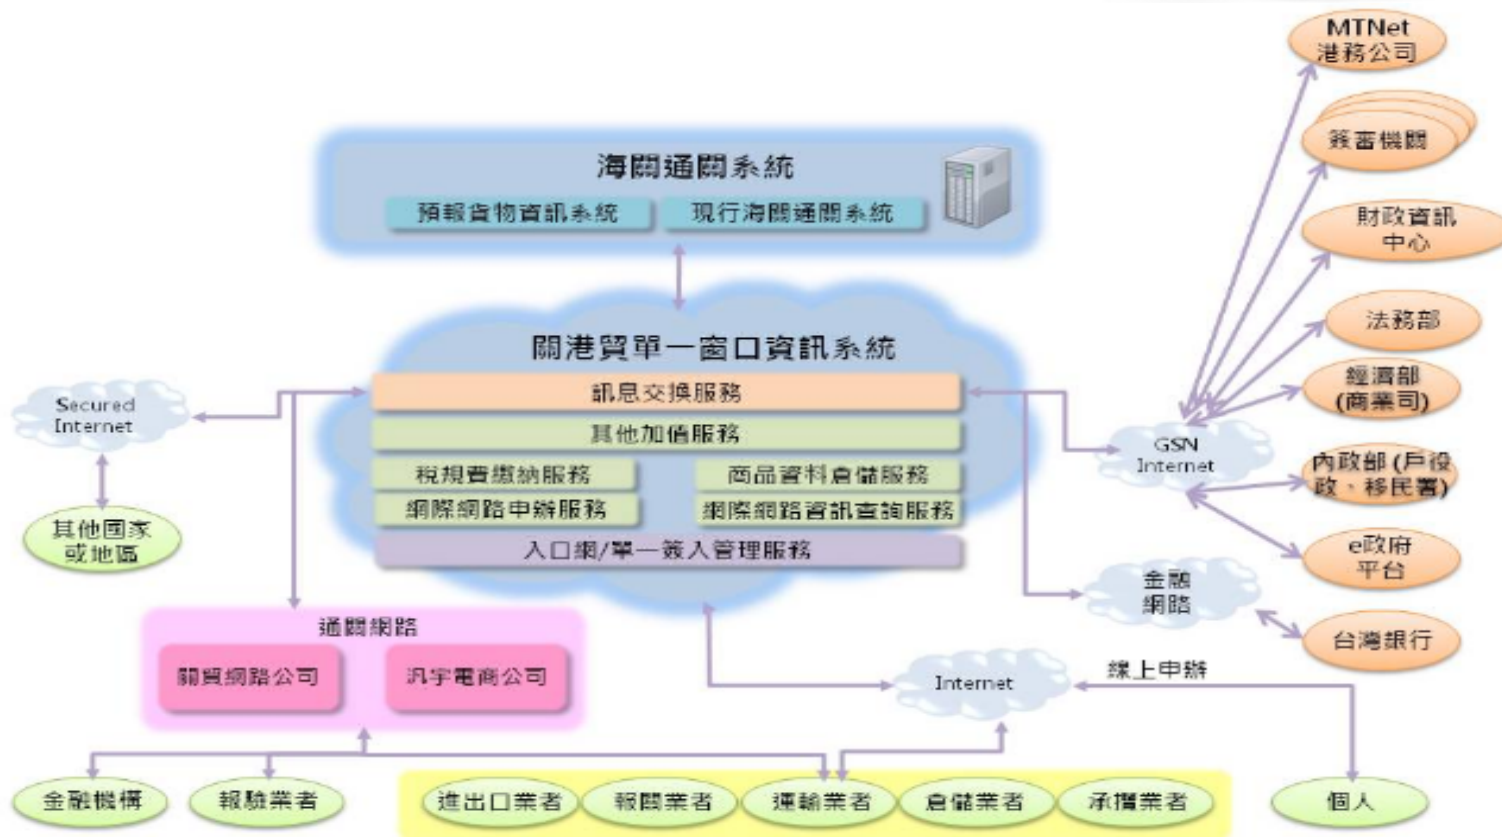 MTNet
港務公司
簽審機關
海關通關系統
預報貨物資訊系統
現行海關通關系統
財政資訊
中心
法務部
關港貿單一窗口資訊系統
訊息交換服務
經濟部
(商業司)
Secured
Internet
其他加值服務
GSN
Internet
稅規費繳納服務
商品資料倉儲服務
內政部(戶役
政、移民署)
網際網路申辦服務
網際網路資訊查詢服務
其他國家
或地區
入口網/單一簽入管理服務
e政府
平台
金融
網路
通關網路
台灣銀行
關貿網路公司
汎宇電商公司
Internet
線上申辦
金融機構
報驗業者
進出口業者
報關業者
運輸業者
倉儲業者
承攬業者
個人